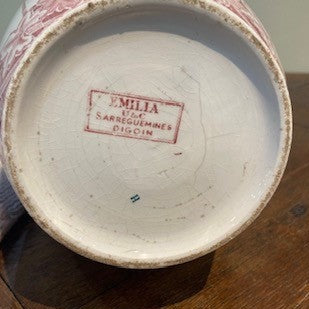 EMILIA
U&C
SARREGUEMINES
DIGOIN
H